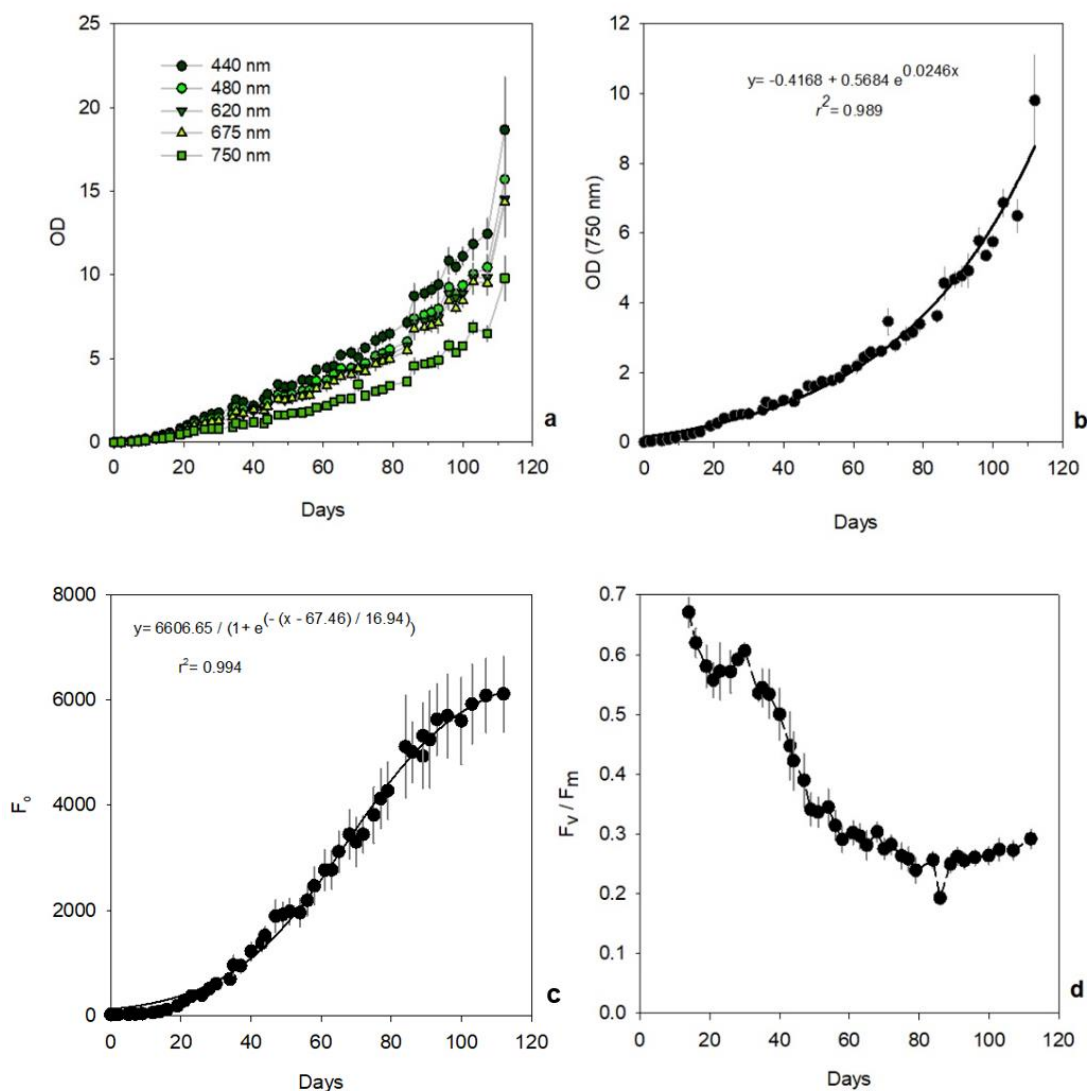 25
20
15
10
5
0
OD
440 nm
480 nm
620 nm
675 nm
750 nm
a
0 20 40 60 80 100 120
Days
12
10
8
6
4
2
0
OD (750 nm)
y= -0.4168 + 0.5684 e^0.0246x
r^2= 0.989
b
0 20 40 60 80 100 120
Days
8000
6000
4000
2000
0
F₀
y= 6606.65 / (1+ e^(- (x - 67.46) / 16.94))
r²= 0.994
c
0 20 40 60 80 100 120
Days
0.7
0.6
0.5
0.4
0.3
0.2
0.1
0.0
Fv / Fm
d
0 20 40 60 80 100 120
Days